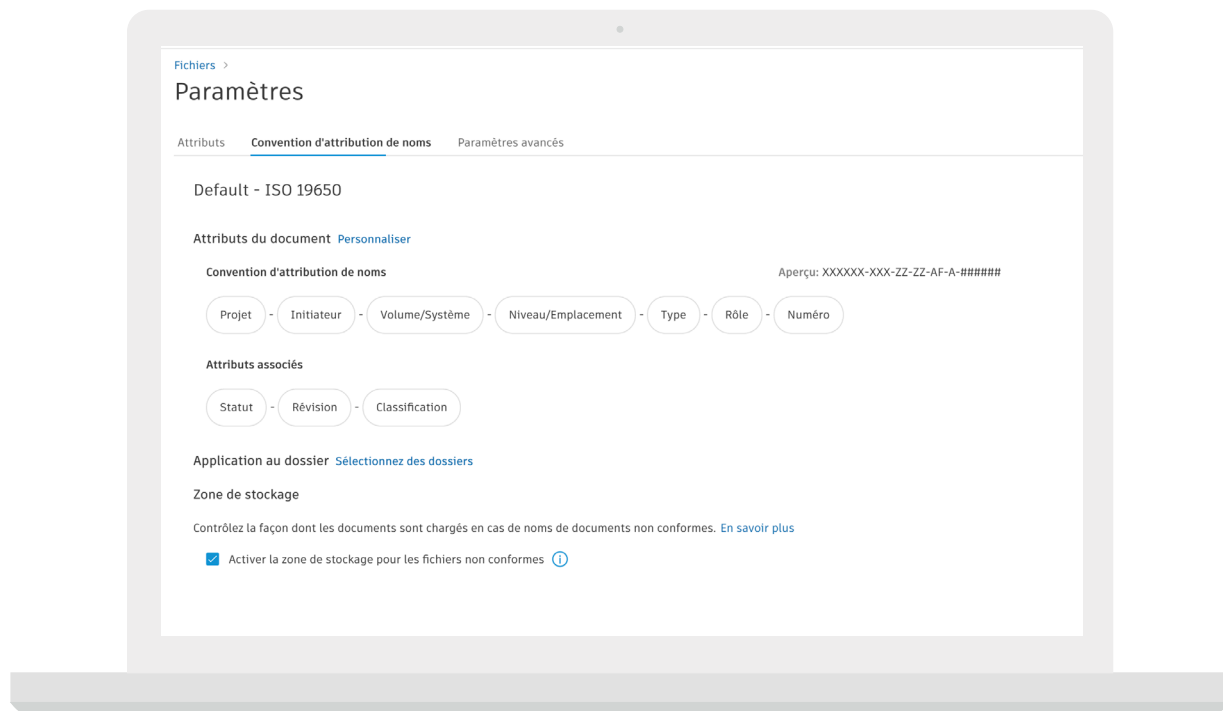 Fichiers >
Paramètres
Attributs Convention d'attribution de noms Paramètres avancés
Default - ISO 19650
Attributs du document Personnaliser
Convention d'attribution de noms Aperçu: XXXXXX-XXX-ZZ-ZZ-AF-A-######
Projet - Initiateur - Volume/Système - Niveau/Emplacement - Type - Rôle - Numéro
Attributs associés
Statut - Révision - Classification
Application au dossier Sélectionnez des dossiers
Zone de stockage
Contrôlez la façon dont les documents sont chargés en cas de noms de documents non conformes. En savoir plus
Activer la zone de stockage pour les fichiers non conformes